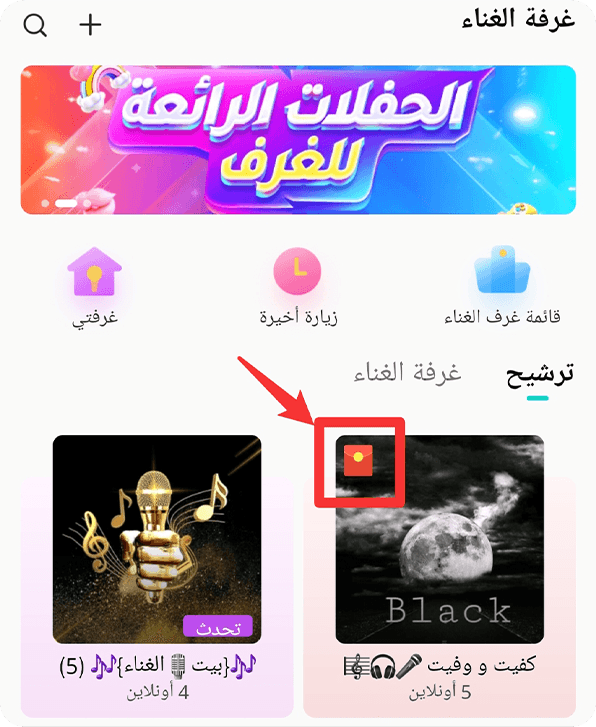 غرفة الغناء
الحفلات الرائعة
للغرف
قائمة غرف الغناء
زيارة أخيرة
غرفتي
ترشيح
غرفة الغناء
Black
كفيت و وفيت 🎤🎧🎼
5 أونلاين
تحدث
🎶{بيت🎙الغناء}🎶 (5)
4 أونلاين